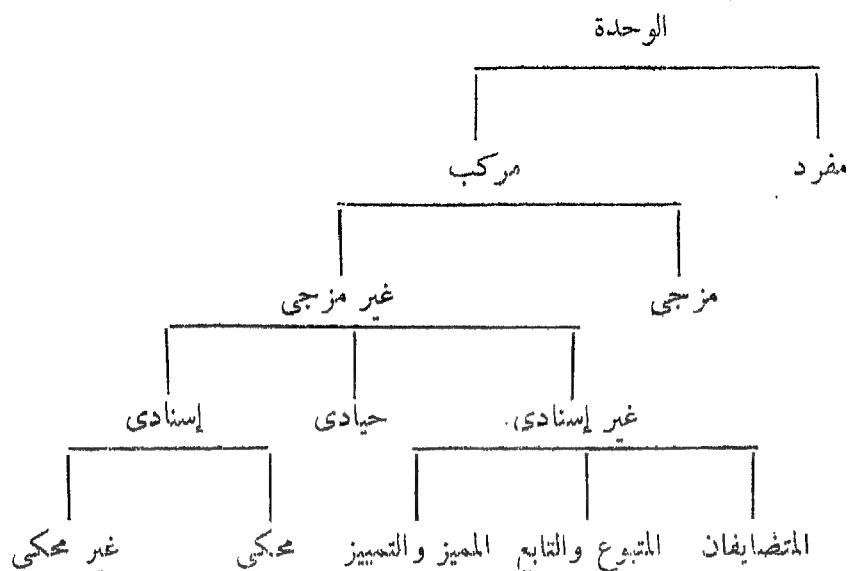 الوحدة
مفرد مركب
مزجى غير مزجى
غير إسنادى. حيادى إسنادى
المتضايفان المتبوع والتابع المميز والتمييز محكى غير محكى